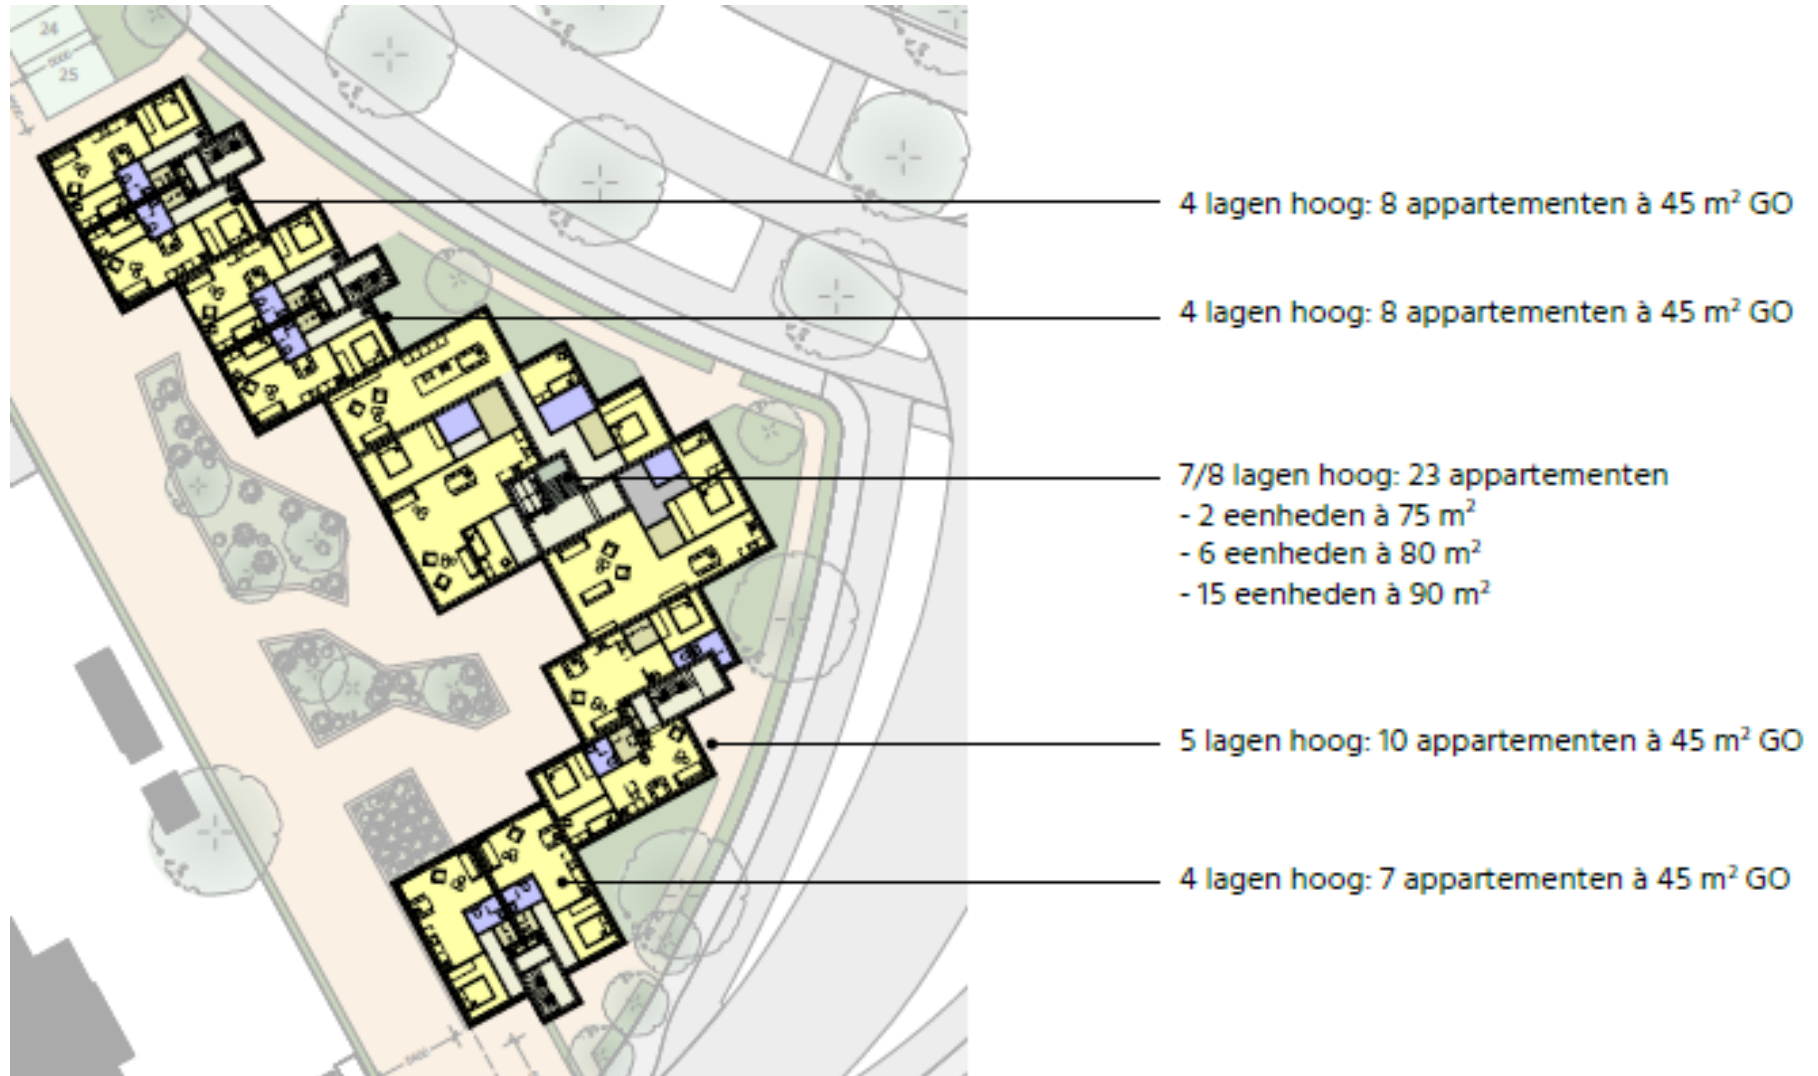 24
25
4 lagen hoog: 8 appartementen à 45 m² GO
4 lagen hoog: 8 appartementen à 45 m² GO
7/8 lagen hoog: 23 appartementen
- 2 eenheden à 75 m²
- 6 eenheden à 80 m²
- 15 eenheden à 90 m²
5 lagen hoog: 10 appartementen à 45 m² GO
4 lagen hoog: 7 appartementen à 45 m² GO